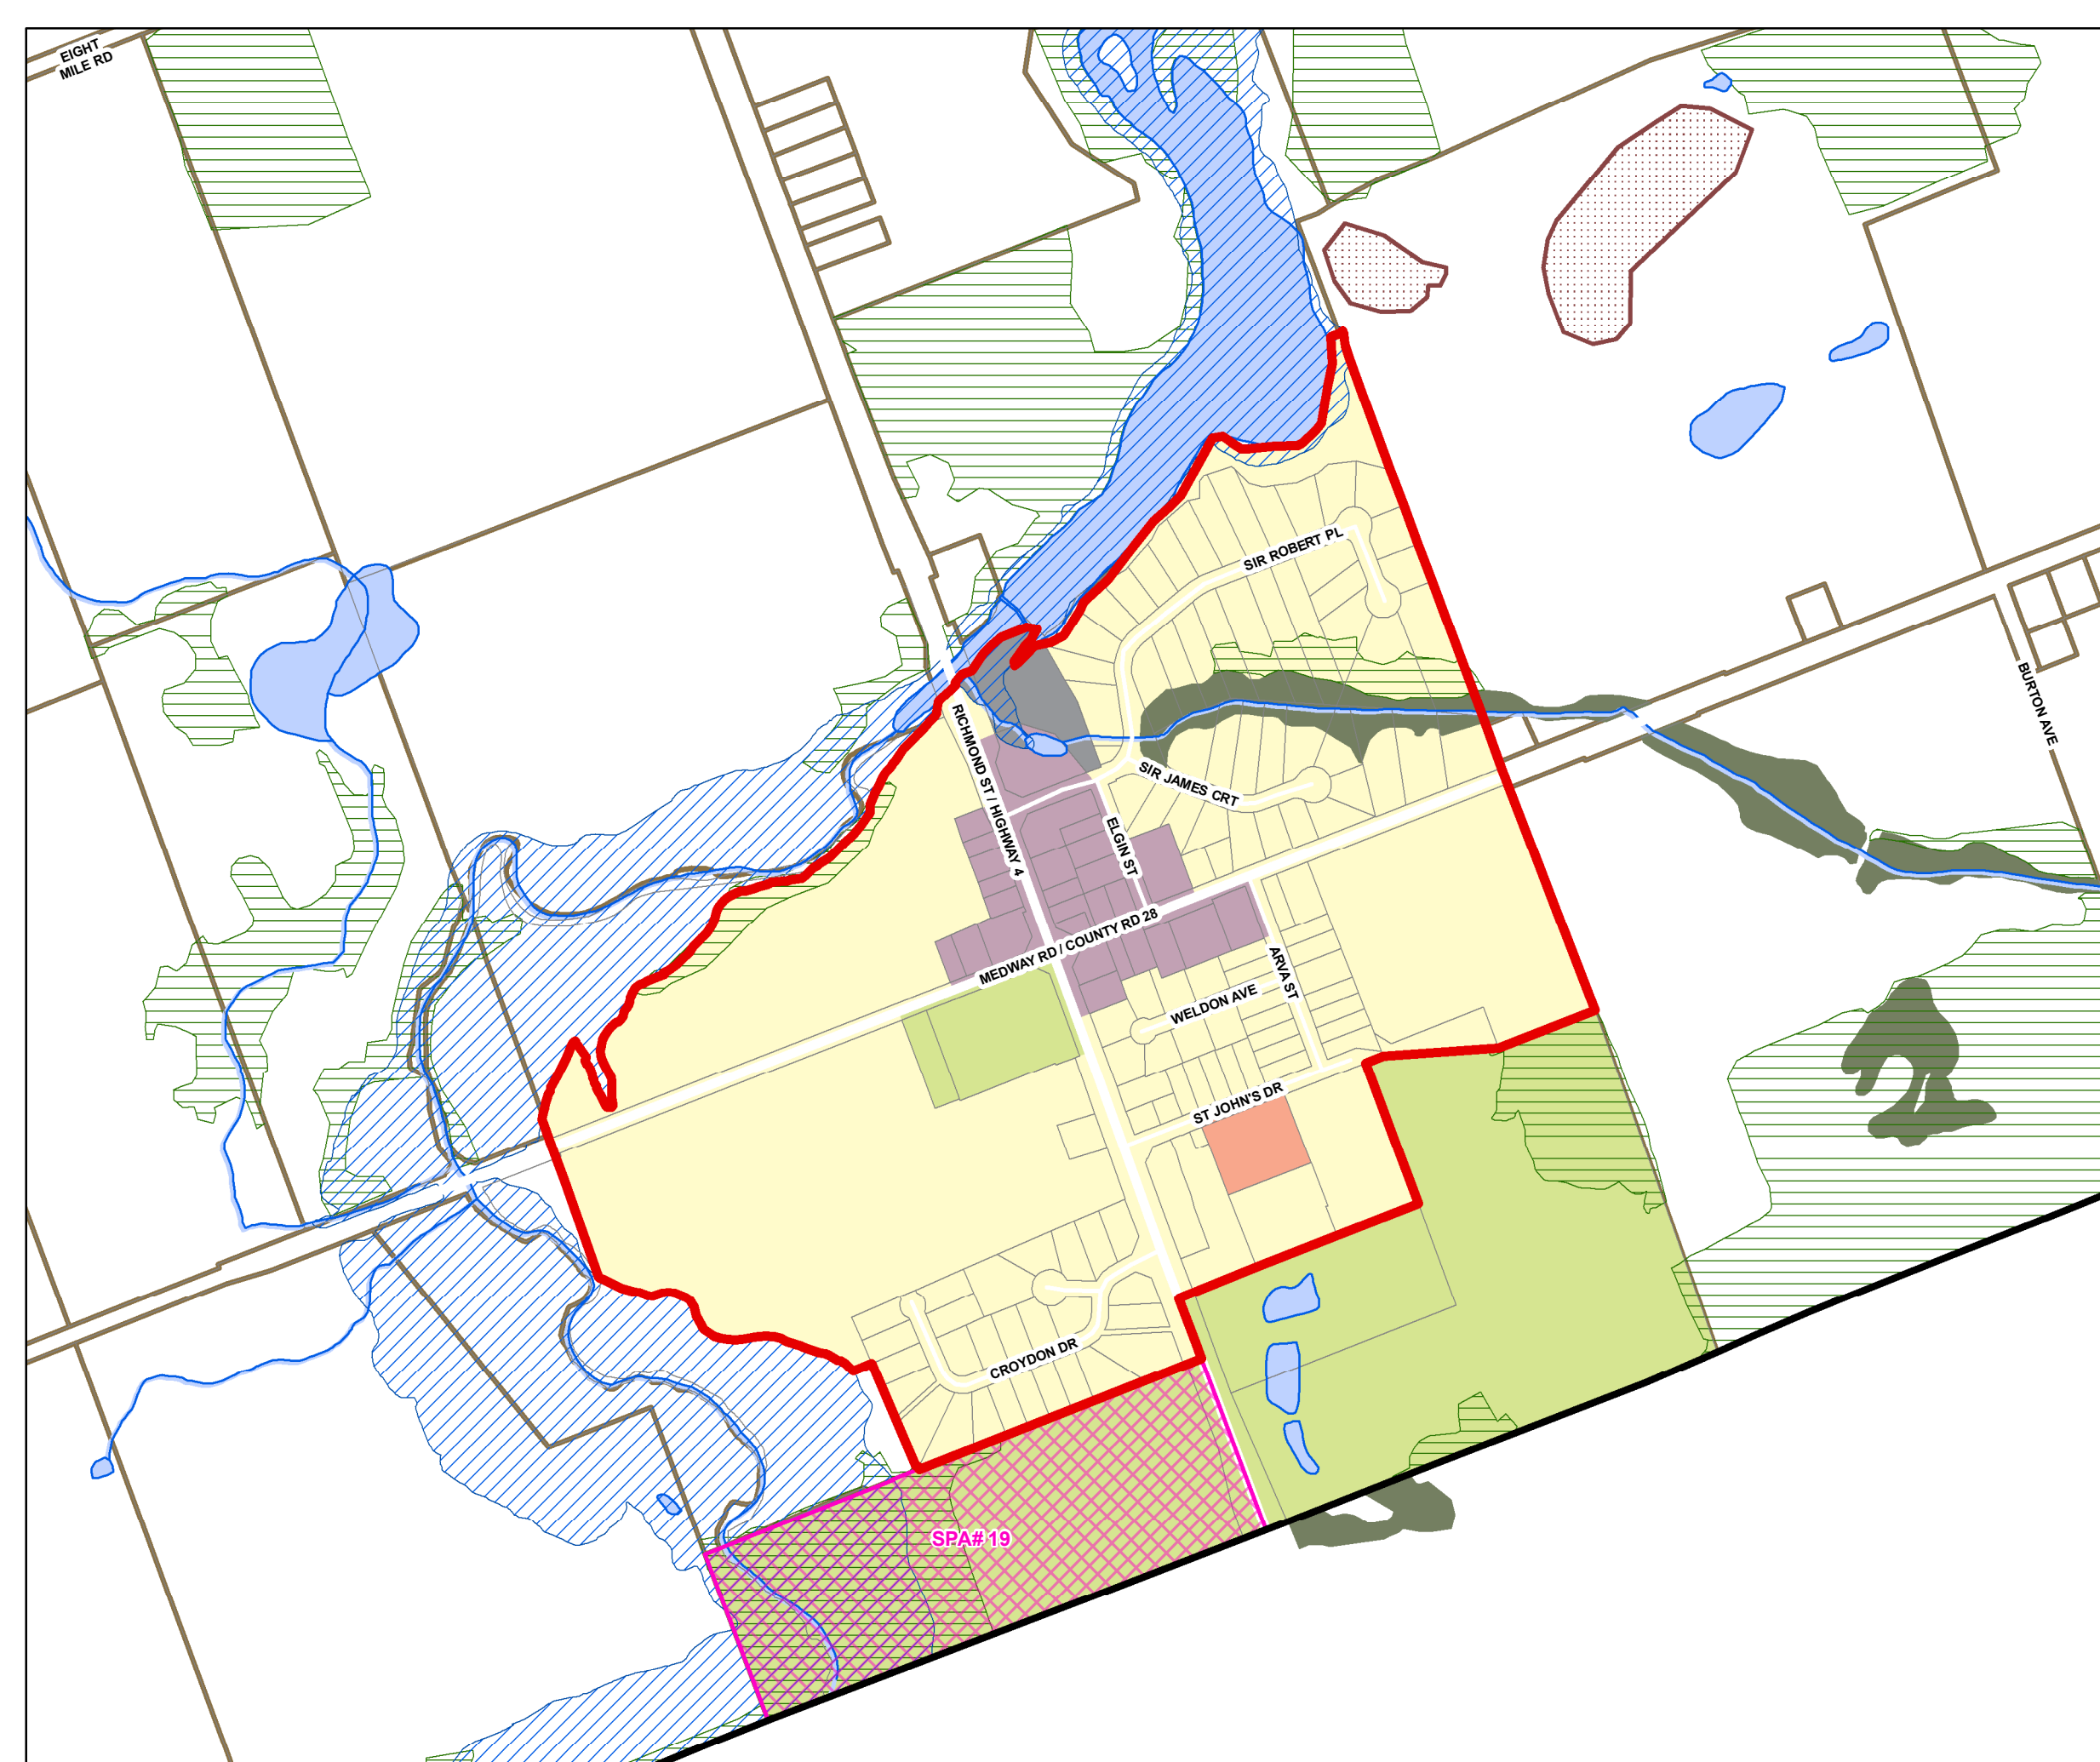 EIGHT
MILE RD
SIR ROBERT PL
BURTON AVE
RICHMOND ST / HIGHWAY 4
SIR JAMES CRT
ELGIN ST
MEDWAY RD / COUNTY RD 28
ARVA ST
WELDON AVE
ST JOHN'S DR
CROYDON DR
SPA# 19